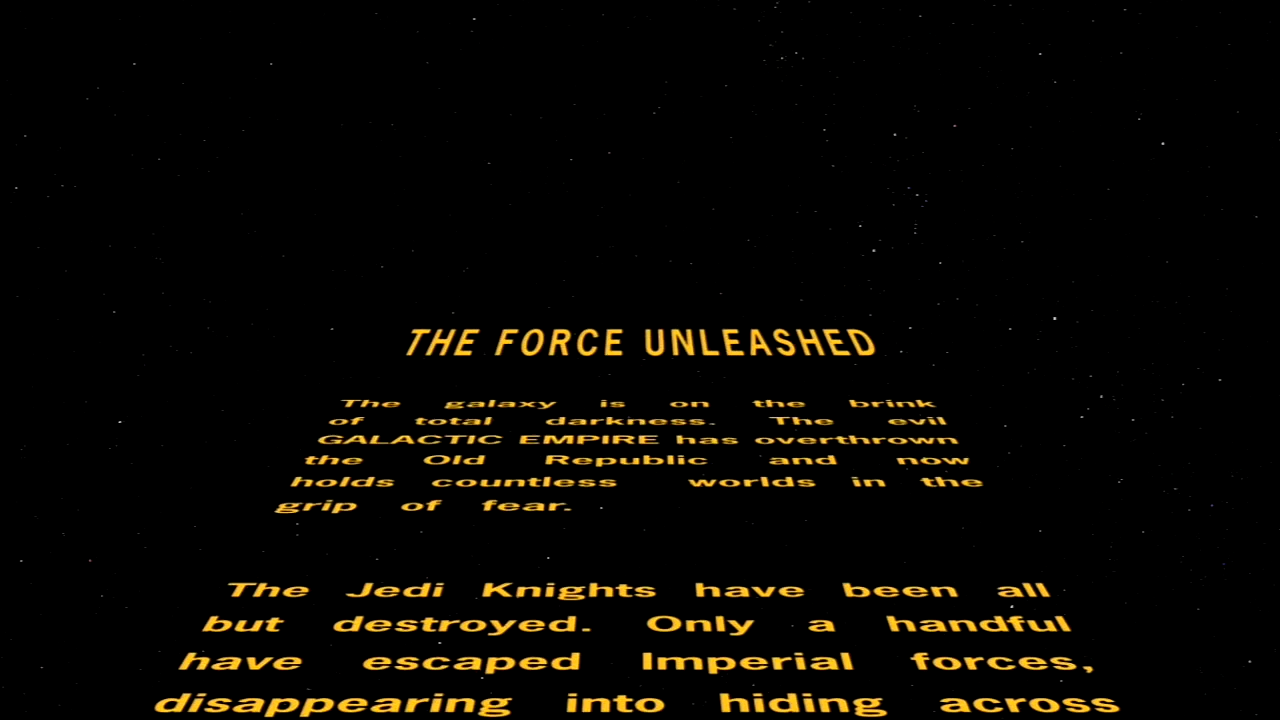 THE FORCE UNLEASHED
The galaxy is on the brink
of total darkness. The evil
GALACTIC EMPIRE has overthrown
the Old Republic and now
holds countless worlds in the
grip of fear.
The Jedi Knights have been all
but destroyed. Only a handful
have escaped Imperial forces,
disappearing into hiding across